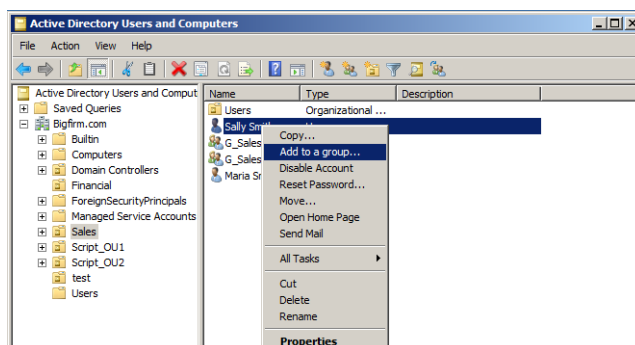 Active Directory Users and Computers
File Action View Help
Active Directory Users and Comput
Name Type Description
Saved Queries
Bigfirm.com
Builtin
Computers
Domain Controllers
Financial
ForeignSecurityPrincipals
Managed Service Accounts
Sales
Script_OU1
Script_OU2
test
Users
Users Organizational ...
Sally
G_Sales
G_Sales
Maria
Copy...
Add to a group...
Disable Account
Reset Password...
Move...
Open Home Page
Send Mail
All Tasks
Cut
Delete
Rename
Properties